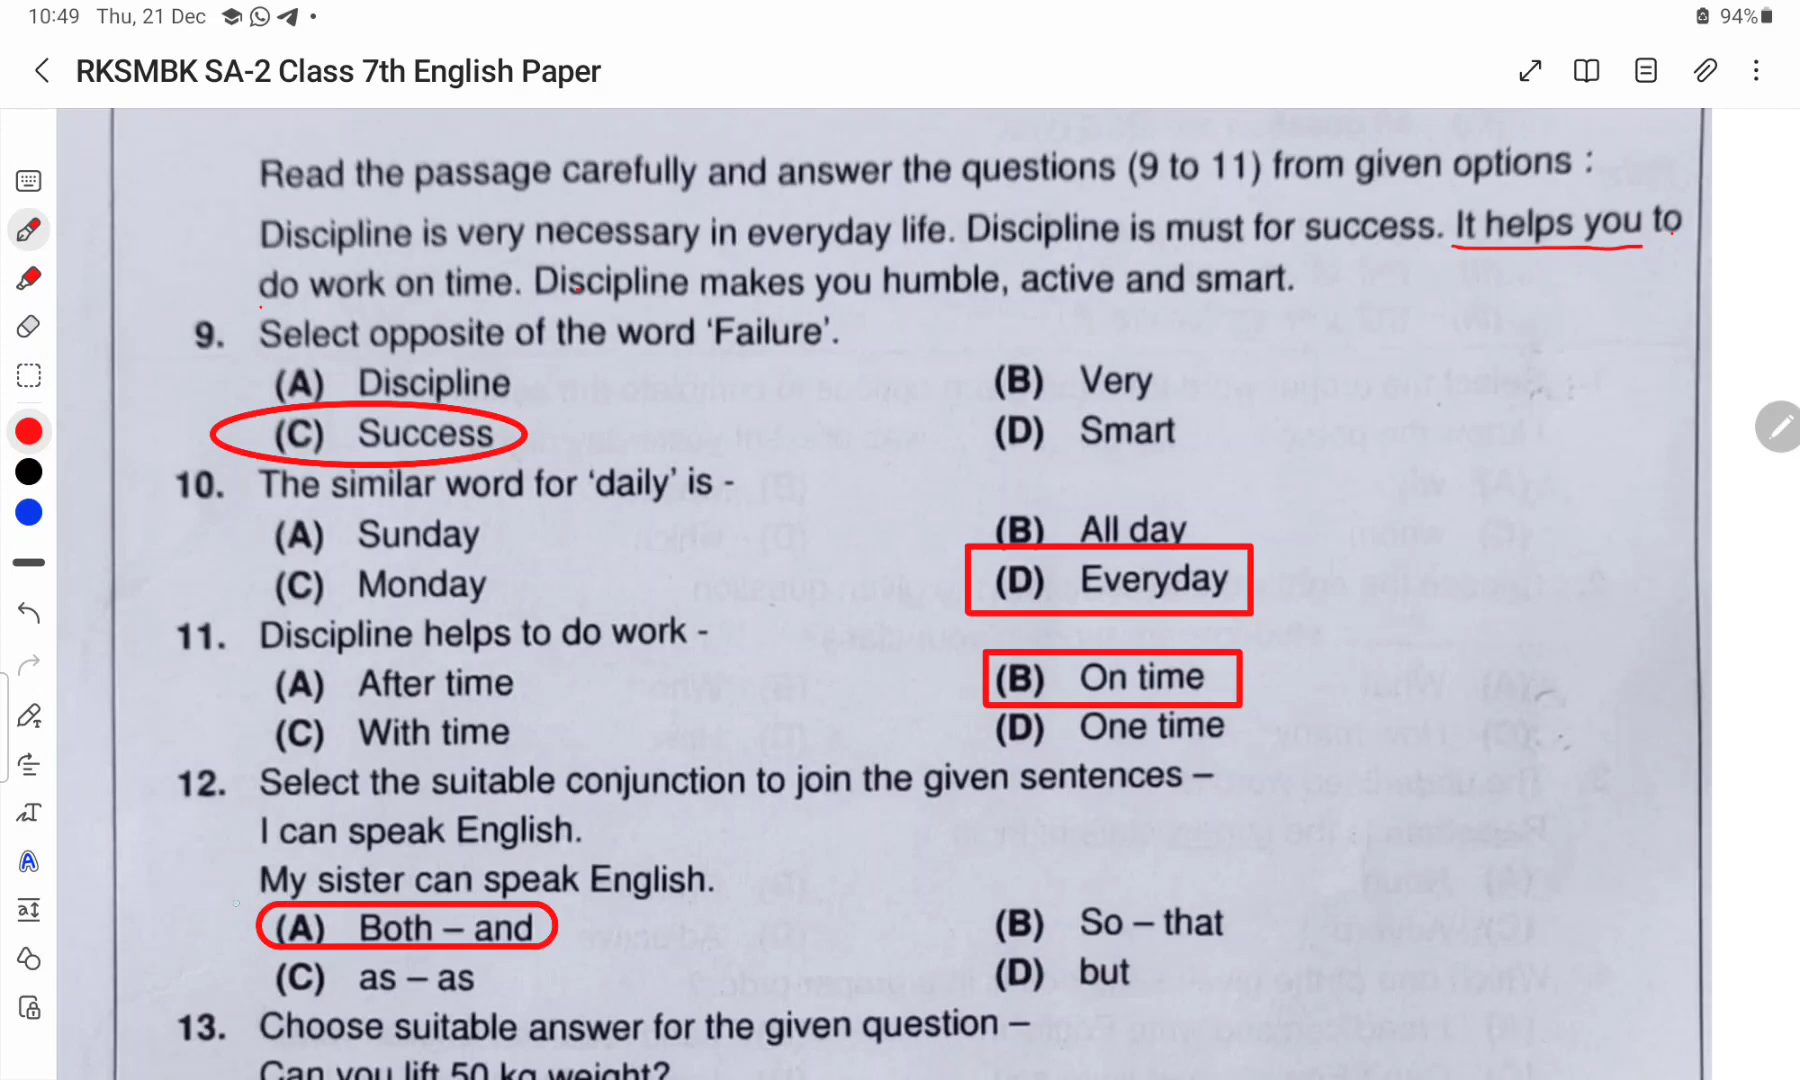 10:49 Thu, 21 Dec
94%
RKSMBK SA-2 Class 7th English Paper
Read the passage carefully and answer the questions (9 to 11) from given options :
Discipline is very necessary in everyday life. Discipline is must for success. It helps you to
do work on time. Discipline makes you humble, active and smart.
9. Select opposite of the word ‘Failure’.
(A) Discipline (B) Very
(C) Success (D) Smart
10. The similar word for ‘daily’ is -
(A) Sunday (B) All day
(C) Monday (D) Everyday
11. Discipline helps to do work -
(A) After time (B) On time
(C) With time (D) One time
12. Select the suitable conjunction to join the given sentences –
I can speak English.
My sister can speak English.
(A) Both – and (B) So – that
(C) as – as (D) but
13. Choose suitable answer for the given question –
Can you lift 50 kg weight?